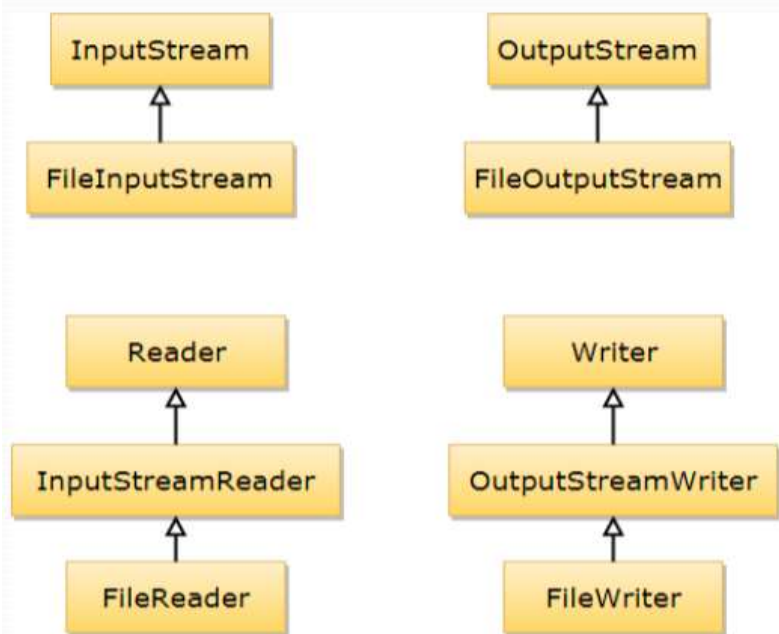 InputStream
OutputStream
FileInputStream
FileOutputStream
Reader
Writer
InputStreamReader
OutputStreamWriter
FileReader
FileWriter